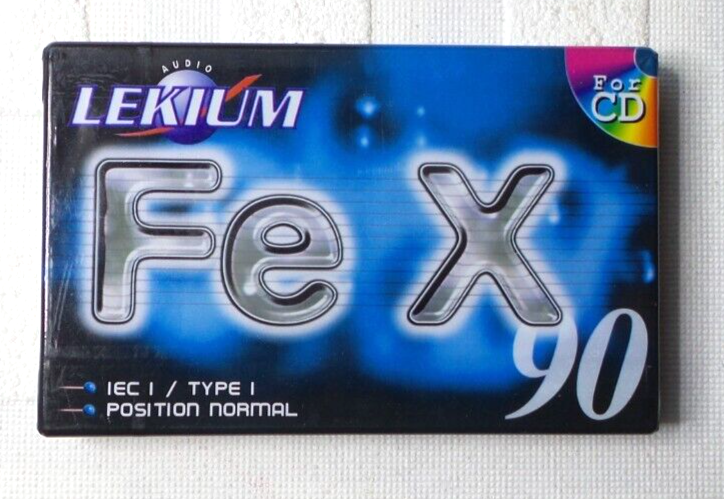 AUDIO
LEKIUM
For
CD
Fe X
90
IEC I / TYPE I
POSITION NORMAL